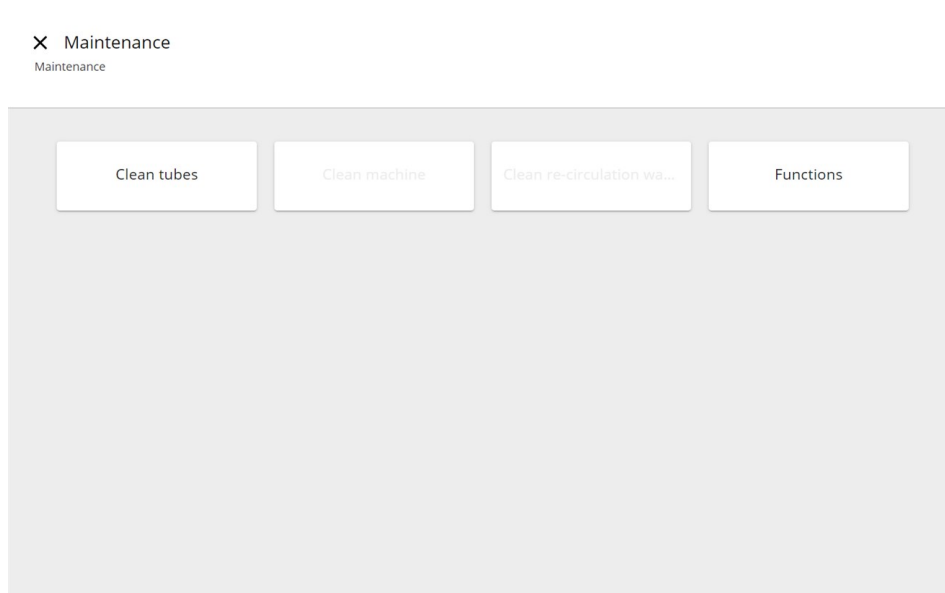 Maintenance
Maintenance
Clean tubes
Clean machine
Clean re-circulation wa...
Functions